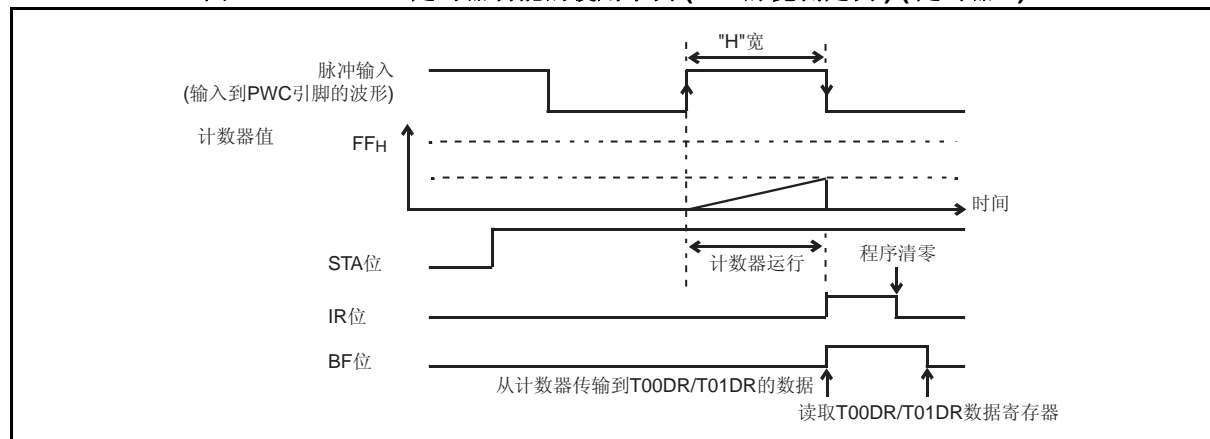 "H"宽
脉冲输入
(输入到PWC引脚的波形)
计数器值
FFH
时间
STA位
计数器运行
程序清零
IR位
BF位
从计数器传输到T00DR/T01DR的数据
读取T00DR/T01DR数据寄存器